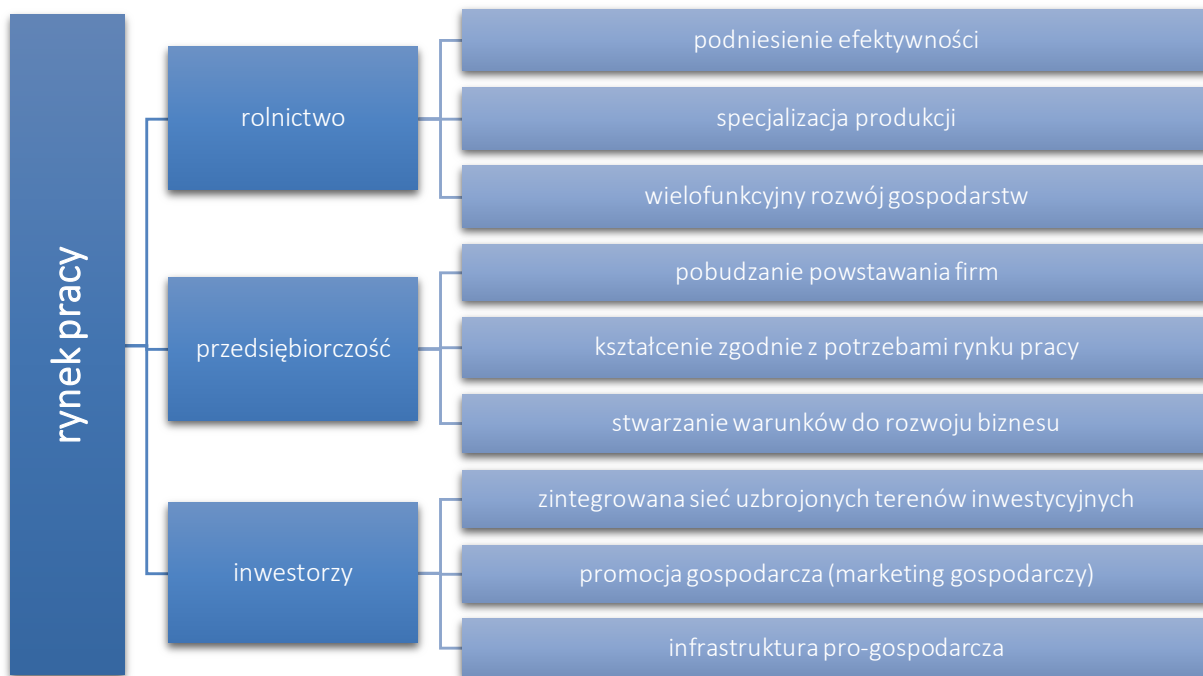 rynek pracy
rolnictwo
podniesienie efektywności
specjalizacja produkcji
wielofunkcyjny rozwój gospodarstw
przedsiębiorczość
pobudzanie powstawania firm
kształcenie zgodnie z potrzebami rynku pracy
stwarzanie warunków do rozwoju biznesu
inwestorzy
zintegrowana sieć uzbrojonych terenów inwestycyjnych
promocja gospodarcza (marketing gospodarczy)
infrastruktura pro-gospodarcza